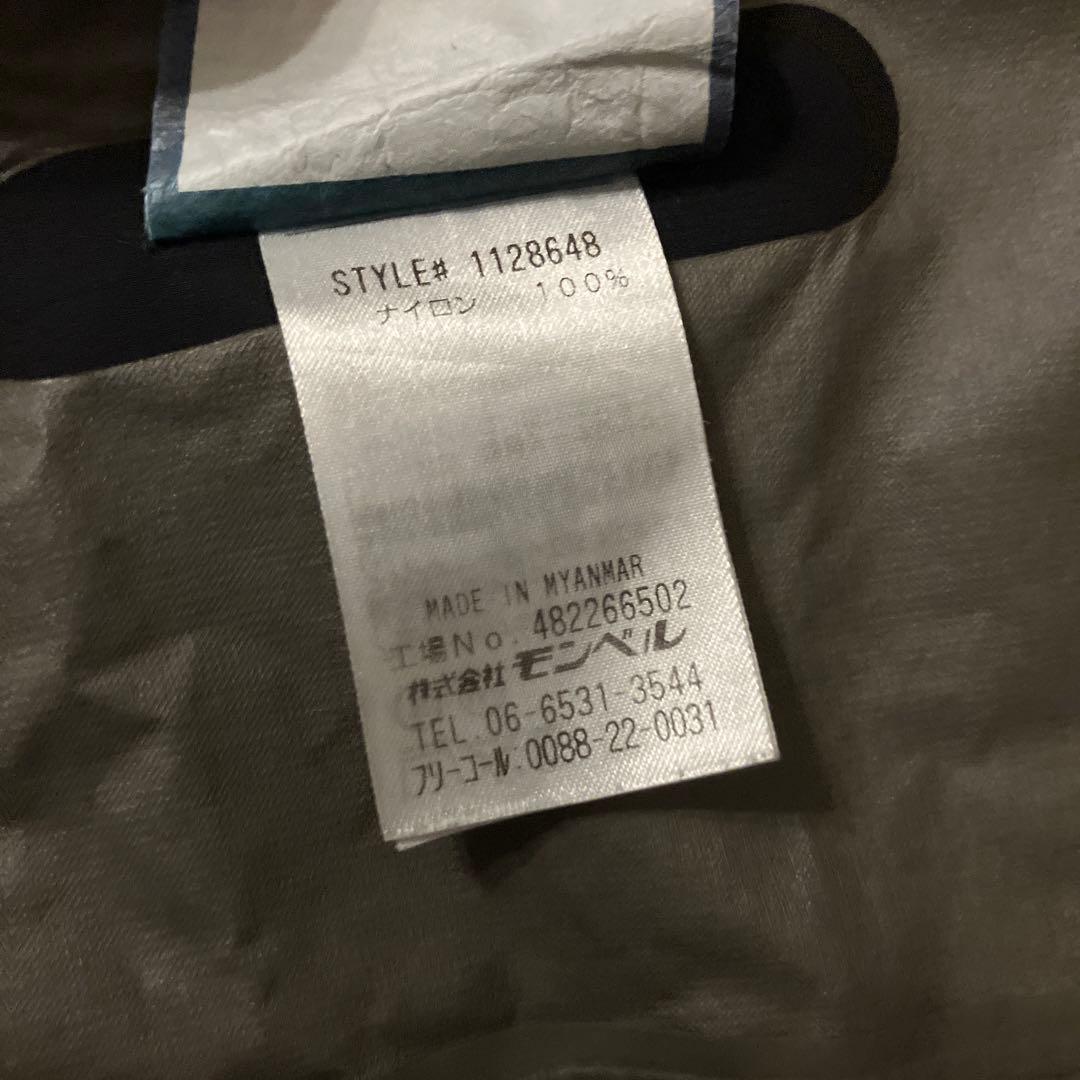 STYLE# 1128648
ナイロン 100%
MADE IN MYANMAR
工場No. 482266502
株式会社 モンベル
TEL. 06-6531-3544
フリーコール:0088-22-0031